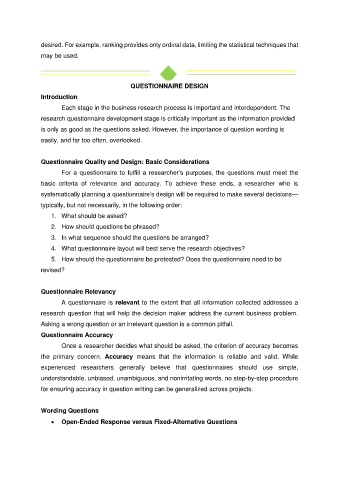 desired. For example, ranking provides only ordinal data, limiting the statistical techniques that
may be used.
QUESTIONNAIRE DESIGN
Introduction
Each stage in the business research process is important and interdependent. The
research questionnaire development stage is critically important as the information provided
is only as good as the questions asked. However, the importance of question wording is
easily, and far too often, overlooked.
Questionnaire Quality and Design: Basic Considerations
For a questionnaire to fulfill a researcher's purposes, the questions must meet the
basic criteria of relevance and accuracy. To achieve these ends, a researcher who is
systematically planning a questionnaire's design will be required to make several decisions—
typically, but not necessarily, in the following order:
1. What should be asked?
2. How should questions be phrased?
3. In what sequence should the questions be arranged?
4. What questionnaire layout will best serve the research objectives?
5. How should the questionnaire be pretested? Does the questionnaire need to be
revised?
Questionnaire Relevancy
A questionnaire is relevant to the extent that all information collected addresses a
research question that will help the decision maker address the current business problem.
Asking a wrong question or an irrelevant question is a common pitfall.
Questionnaire Accuracy
Once a researcher decides what should be asked, the criterion of accuracy becomes
the primary concern. Accuracy means that the information is reliable and valid. While
experienced researchers generally believe that questionnaires should use simple,
understandable, unbiased, unambiguous, and nonirritating words, no step-by-step procedure
for ensuring accuracy in question writing can be generalized across projects.
Wording Questions
• Open-Ended Response versus Fixed-Alternative Questions